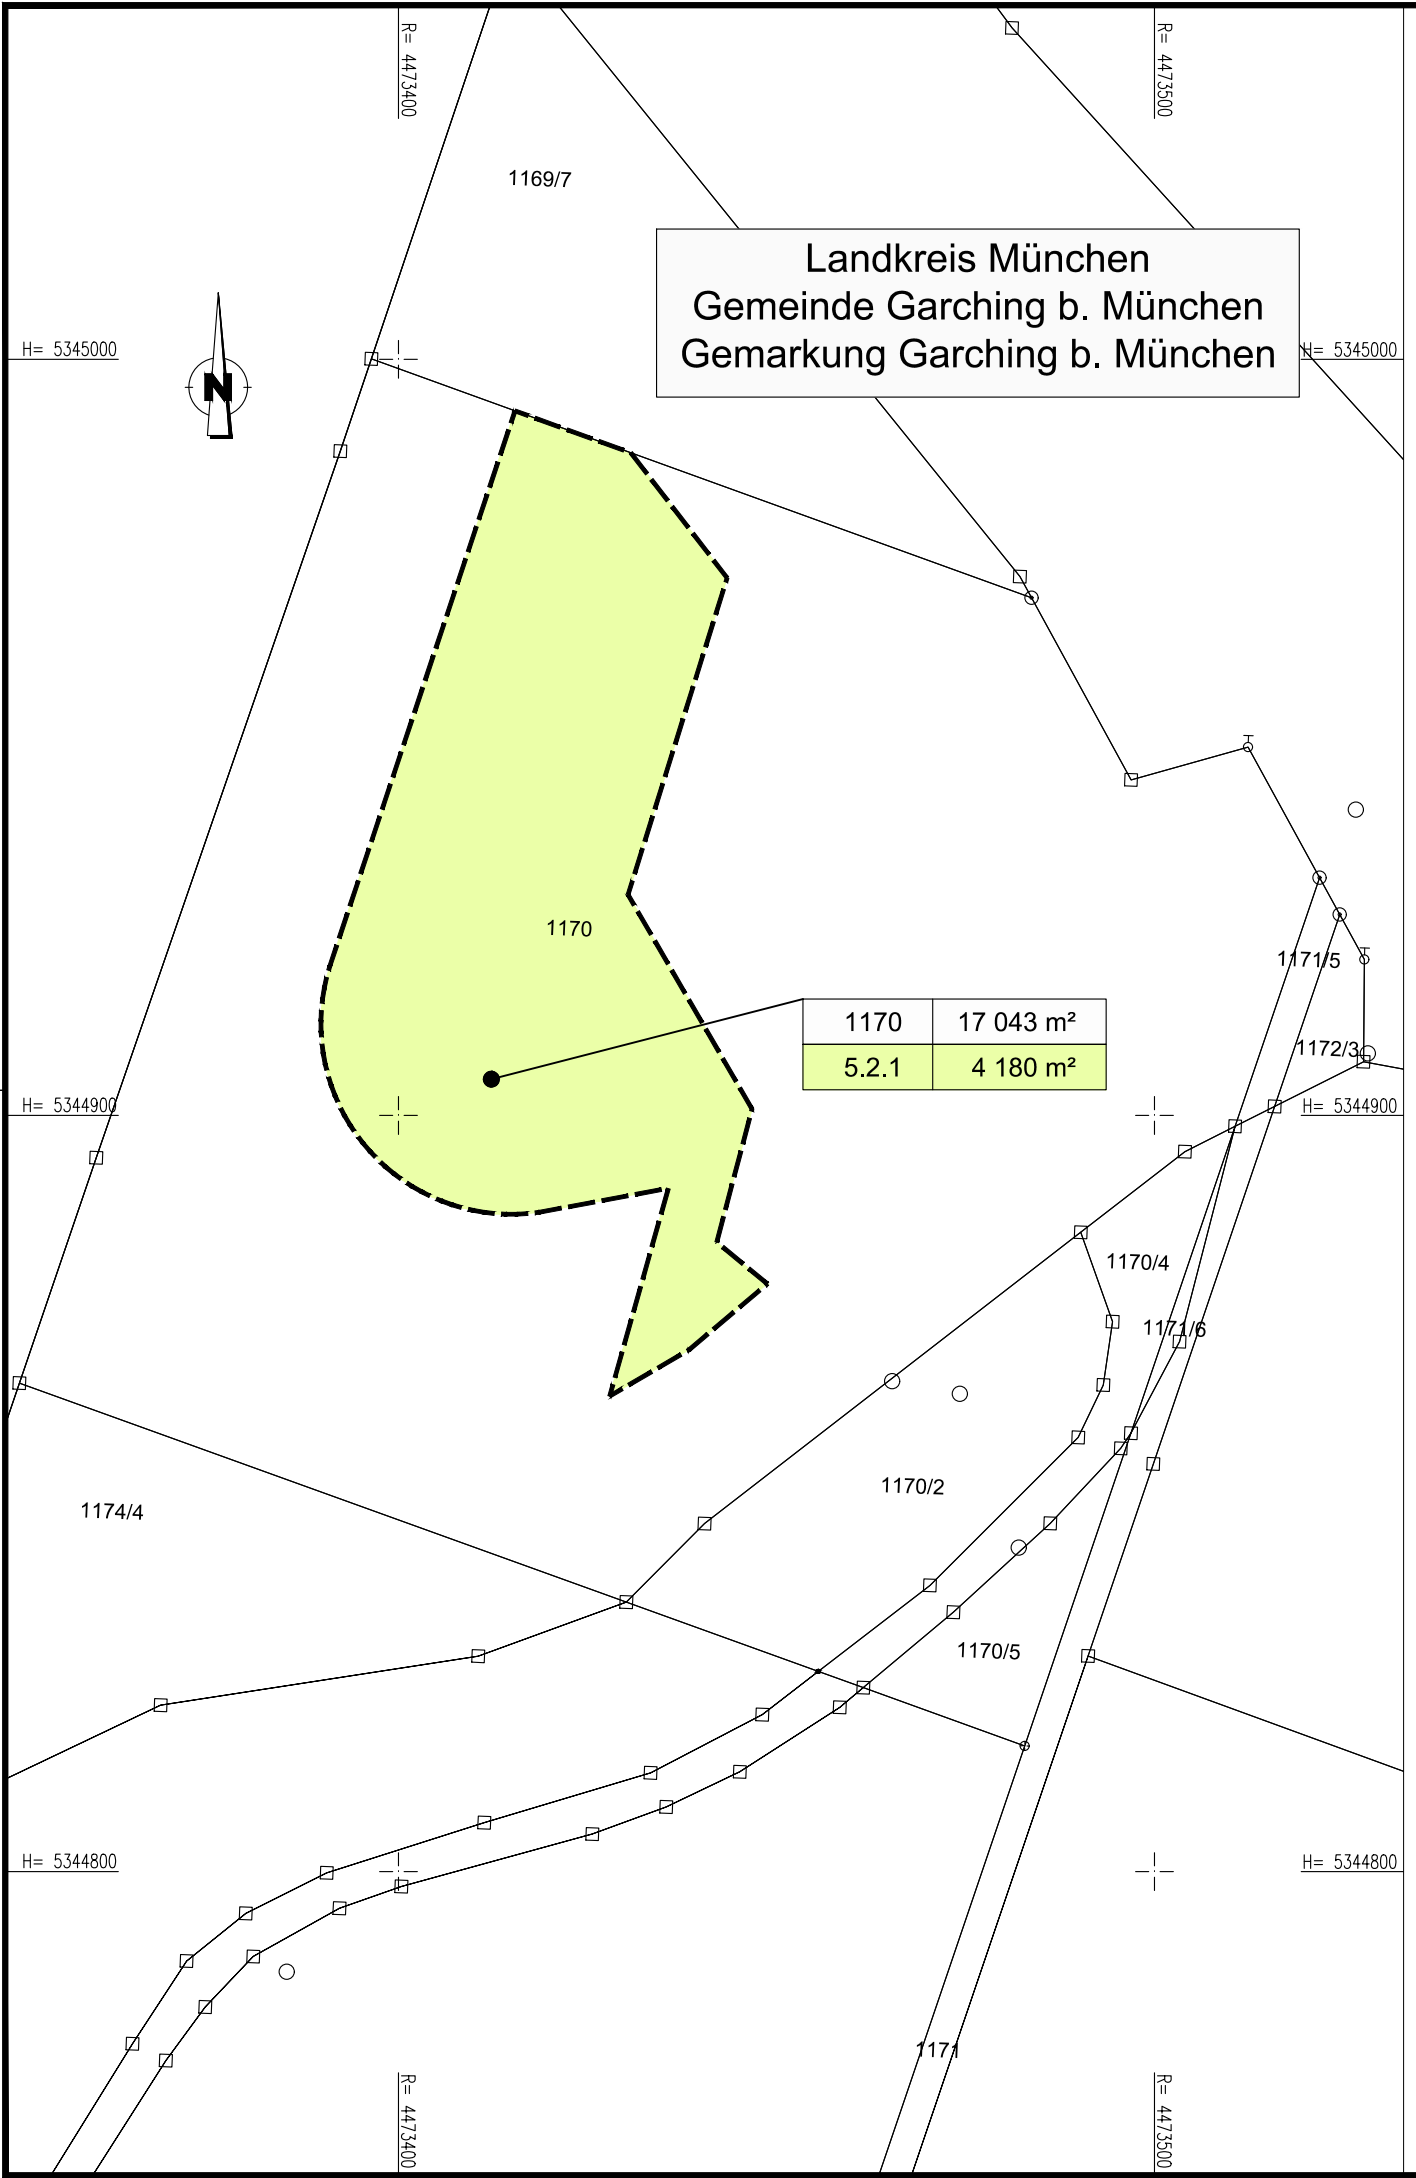 R= 4473400
R= 4473500
1169/7
Landkreis München
Gemeinde Garching b. München
Gemarkung Garching b. München
H= 5345000
H= 5345000
N
1170
1171/5
1170 17 043 m²
5.2.1 4 180 m²
1172/3
H= 5344900
H= 5344900
1170/4
1171/6
1170/2
1174/4
1170/5
H= 5344800
H= 5344800
1171
R= 4473400
R= 4473500